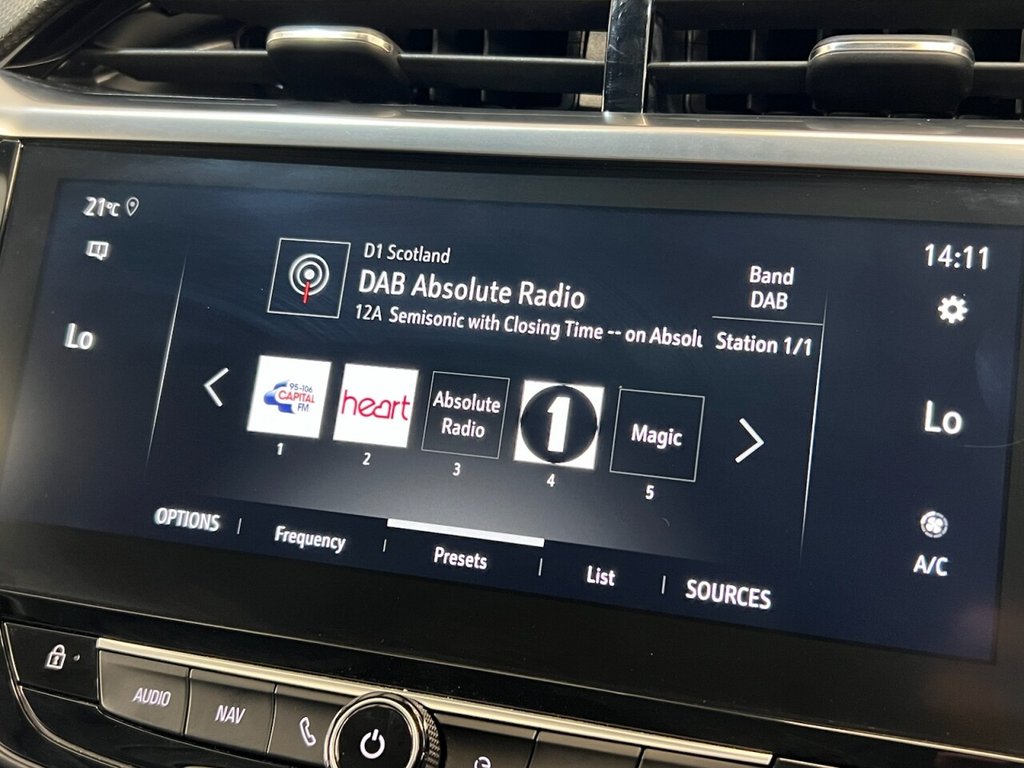 21°C
D1 Scotland
DAB Absolute Radio
12A Semisonic with Closing Time -- on Absolu
Band
DAB
Station 1/1
14:11
Lo
95-106
CAPITAL
FM
heart
Absolute
Radio
1
Magic
Lo
1
2
3
4
5
OPTIONS
Frequency
Presets
List
SOURCES
A/C
AUDIO
NAV